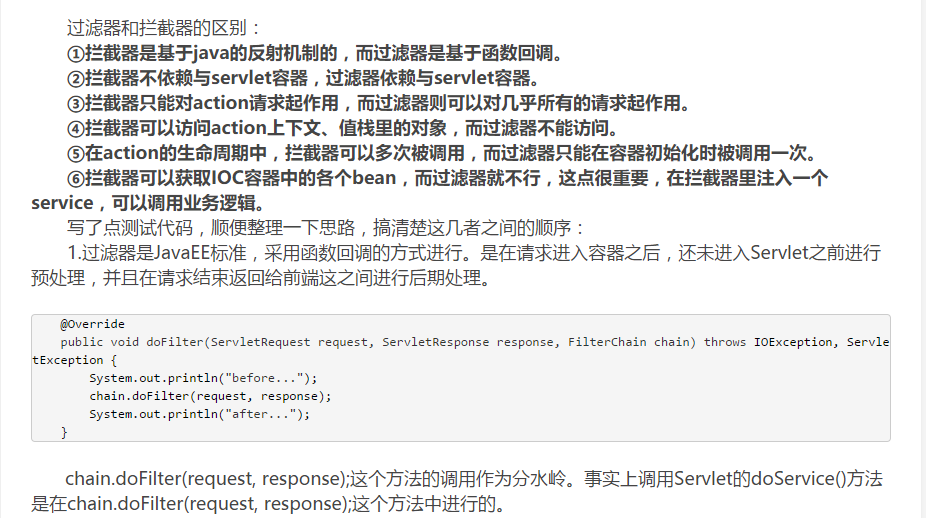 过滤器和拦截器的区别：
①拦截器是基于java的反射机制的，而过滤器是基于函数回调。
②拦截器不依赖与servlet容器，过滤器依赖与servlet容器。
③拦截器只能对action请求起作用，而过滤器则可以对几乎所有的请求起作用。
④拦截器可以访问action上下文、值栈里的对象，而过滤器不能访问。
⑤在action的生命周期中，拦截器可以多次被调用，而过滤器只能在容器初始化时被调用一次。
⑥拦截器可以获取IOC容器中的各个bean，而过滤器就不行，这点很重要，在拦截器里注入一个
service，可以调用业务逻辑。
写了点测试代码，顺便整理一下思路，搞清楚这几者之间的顺序：
1.过滤器是JavaEE标准，采用函数回调的方式进行。是在请求进入容器之后，还未进入Servlet之前进行
预处理，并且在请求结束返回给前端这之间进行后期处理。
@Override
public void doFilter(ServletRequest request, ServletResponse response, FilterChain chain) throws IOException, Servle
tException {
System.out.println("before...");
chain.doFilter(request, response);
System.out.println("after...");
}
chain.doFilter(request, response);这个方法的调用作为分水岭。事实上调用Servlet的doService()方法
是在chain.doFilter(request, response);这个方法中进行的。